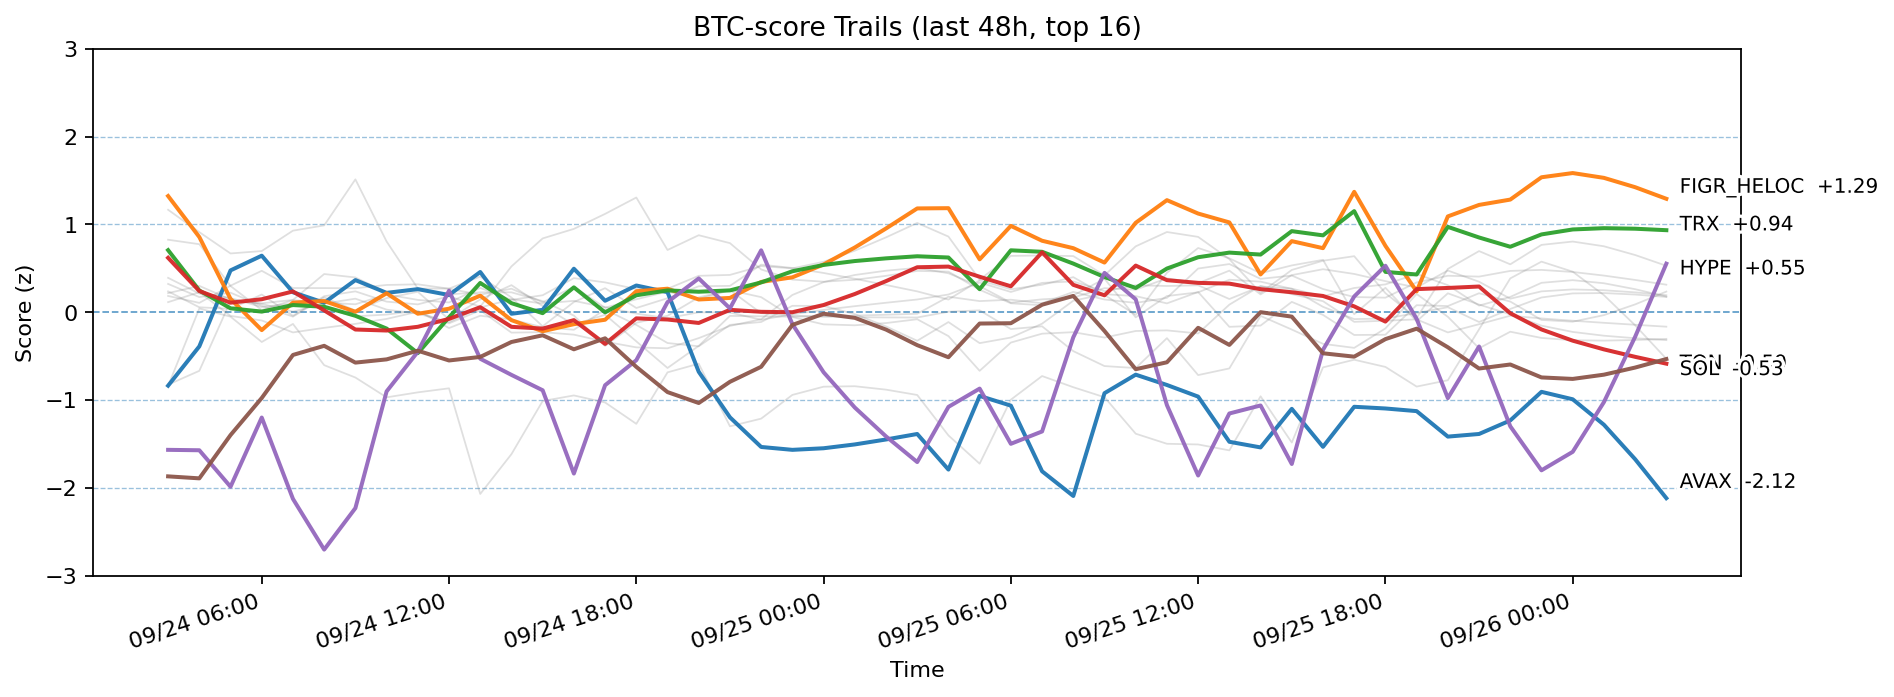 BTC-score Trails (last 48h, top 16)
Score (z)
3
2
1
0
−1
−2
−3
FIGR_HELOC +1.29
TRX +0.94
HYPE +0.55
SOL -0.53
AVAX -2.12
09/24 06:00
09/24 12:00
09/24 18:00
09/25 00:00
09/25 06:00
09/25 12:00
09/25 18:00
09/26 00:00
Time